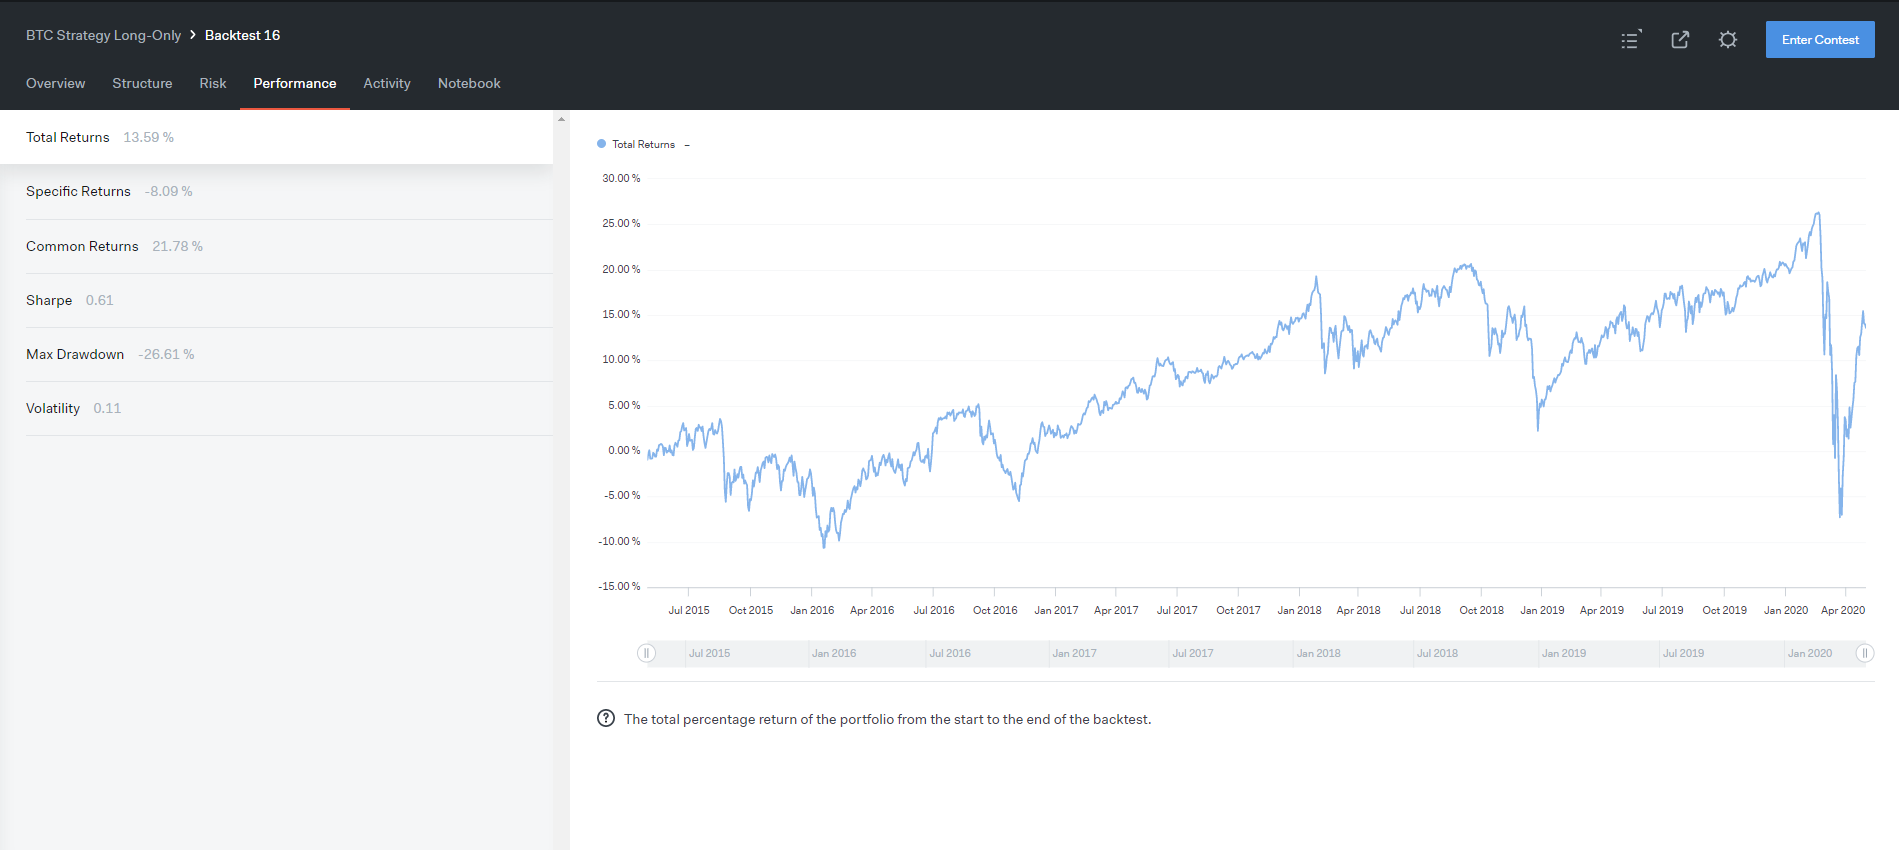 BTC Strategy Long-Only > Backtest 16
Enter Contest
Overview Structure Risk Performance Activity Notebook
Total Returns 13.59 %
Specific Returns -8.09 %
Common Returns 21.78 %
Sharpe 0.61
Max Drawdown -26.61 %
Volatility 0.11
Total Returns –
30.00 %
25.00 %
20.00 %
15.00 %
10.00 %
5.00 %
0.00 %
-5.00 %
-10.00 %
-15.00 %
Jul 2015 Oct 2015 Jan 2016 Apr 2016 Jul 2016 Oct 2016 Jan 2017 Apr 2017 Jul 2017 Oct 2017 Jan 2018 Apr 2018 Jul 2018 Oct 2018 Jan 2019 Apr 2019 Jul 2019 Oct 2019 Jan 2020 Apr 2020
Jul 2015 Jan 2016 Jul 2016 Jan 2017 Jul 2017 Jan 2018 Jul 2018 Jan 2019 Jul 2019 Jan 2020
? The total percentage return of the portfolio from the start to the end of the backtest.